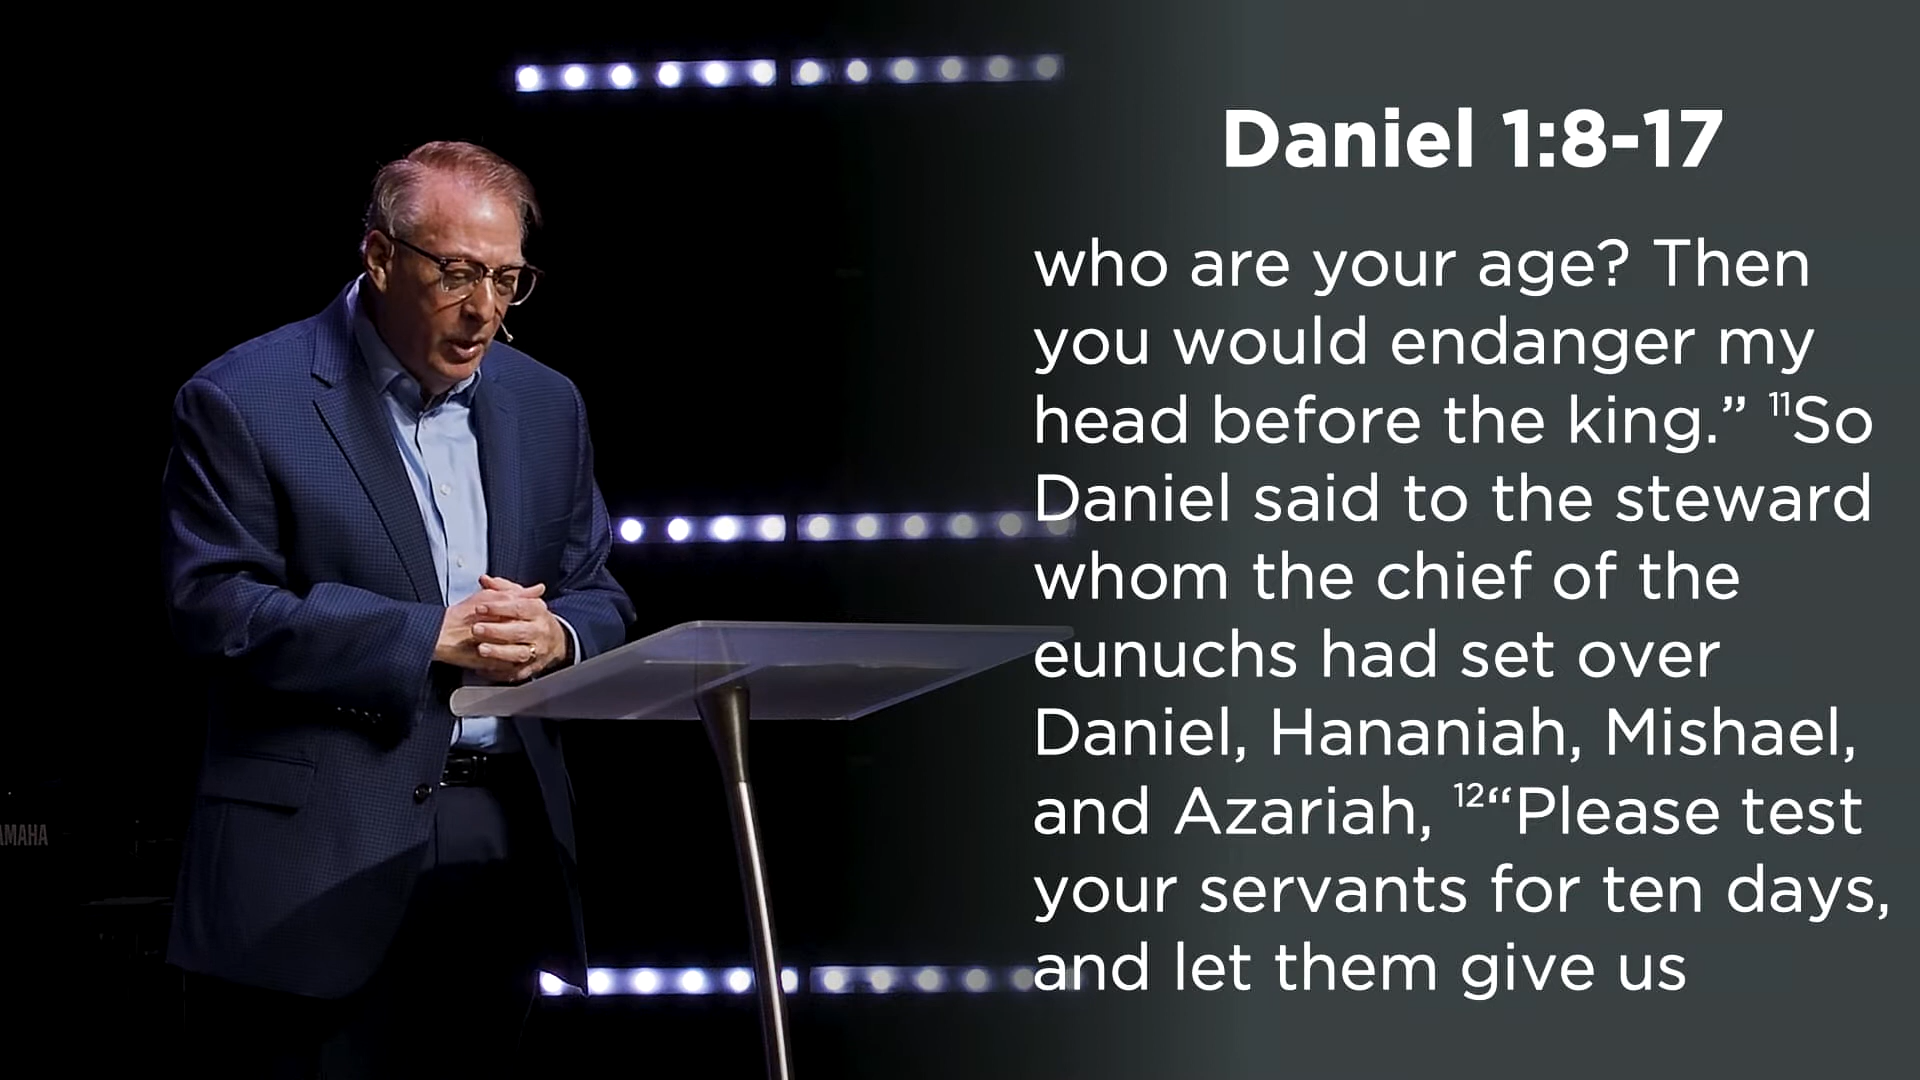 Daniel 1:8-17
who are your age? Then
you would endanger my
head before the king.” ¹¹So
Daniel said to the steward
whom the chief of the
eunuchs had set over
Daniel, Hananiah, Mishael,
and Azariah, ¹²“Please test
your servants for ten days,
and let them give us
AMAHA